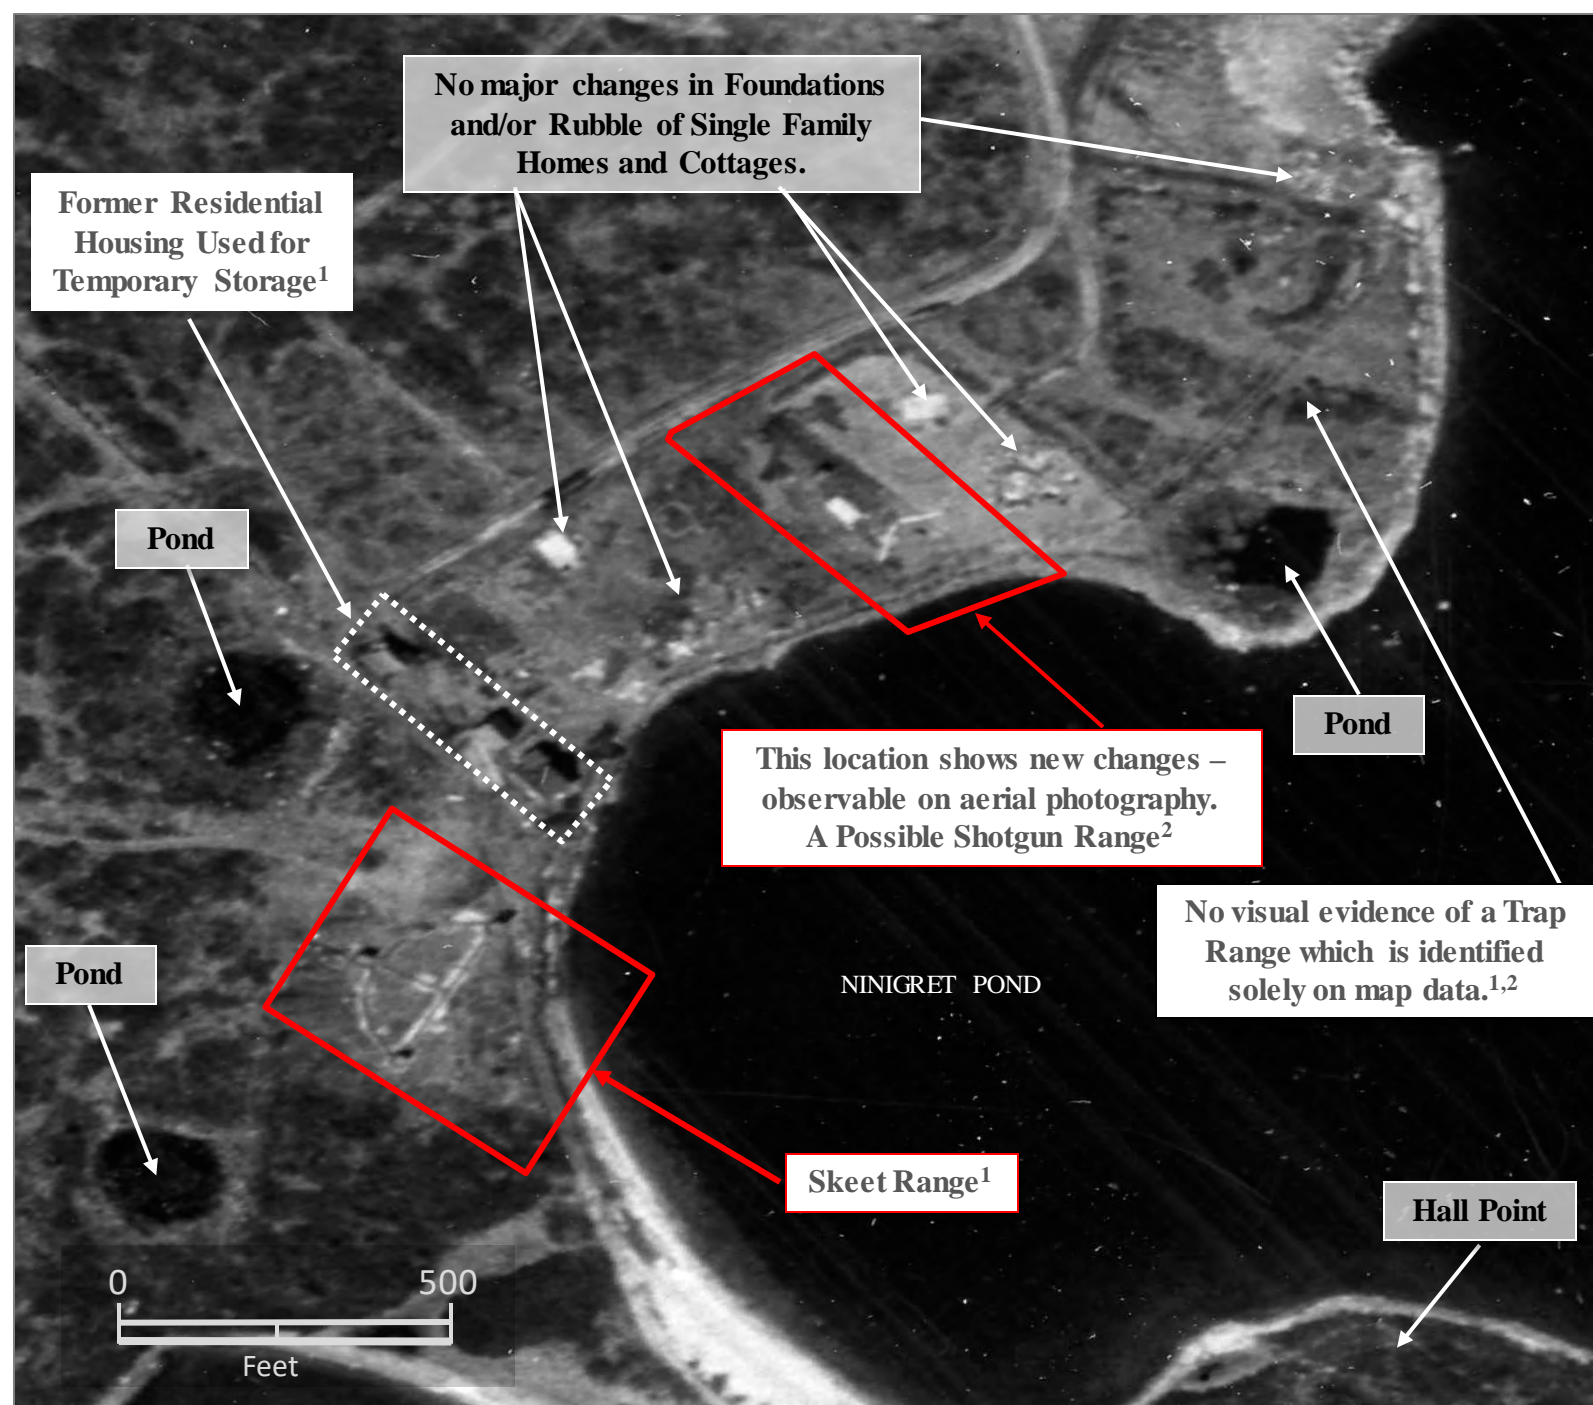 No major changes in Foundations
and/or Rubble of Single Family
Homes and Cottages.
Former Residential
Housing Used for
Temporary Storage1
Pond
Pond
This location shows new changes –
observable on aerial photography.
A Possible Shotgun Range2
No visual evidence of a Trap
Range which is identified
solely on map data.1,2
Pond
NINIGRET POND
Skeet Range1
Hall Point
0 500
Feet